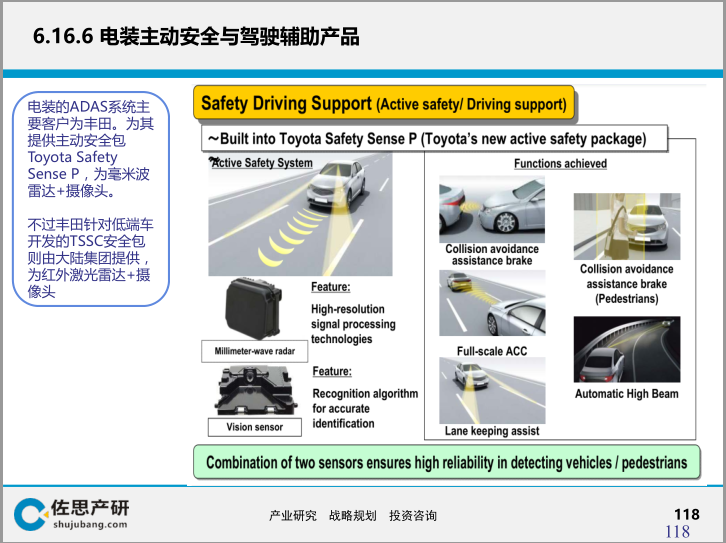 6.16.6 电装主动安全与驾驶辅助产品
电装的ADAS系统主
要客户为丰田。为其
提供主动安全包
Toyota Safety
Sense P，为毫米波
雷达+摄像头。
不过丰田针对低端车
开发的TSSC安全包
则由大陆集团提供，
为红外激光雷达+摄
像头
Safety Driving Support (Active safety/ Driving support)
～Built into Toyota Safety Sense P (Toyota's new active safety package)
Active Safety System
Feature:
High-resolution
signal processing
technologies
Millimeter-wave radar
Feature:
Recognition algorithm
for accurate
identification
Vision sensor
Functions achieved
Collision avoidance
assistance brake
Collision avoidance
assistance brake
(Pedestrians)
Full-scale ACC
Automatic High Beam
Lane keeping assist
Combination of two sensors ensures high reliability in detecting vehicles / pedestrians
佐思产研
shujubang.com
产业研究 战略规划 投资咨询
118
118